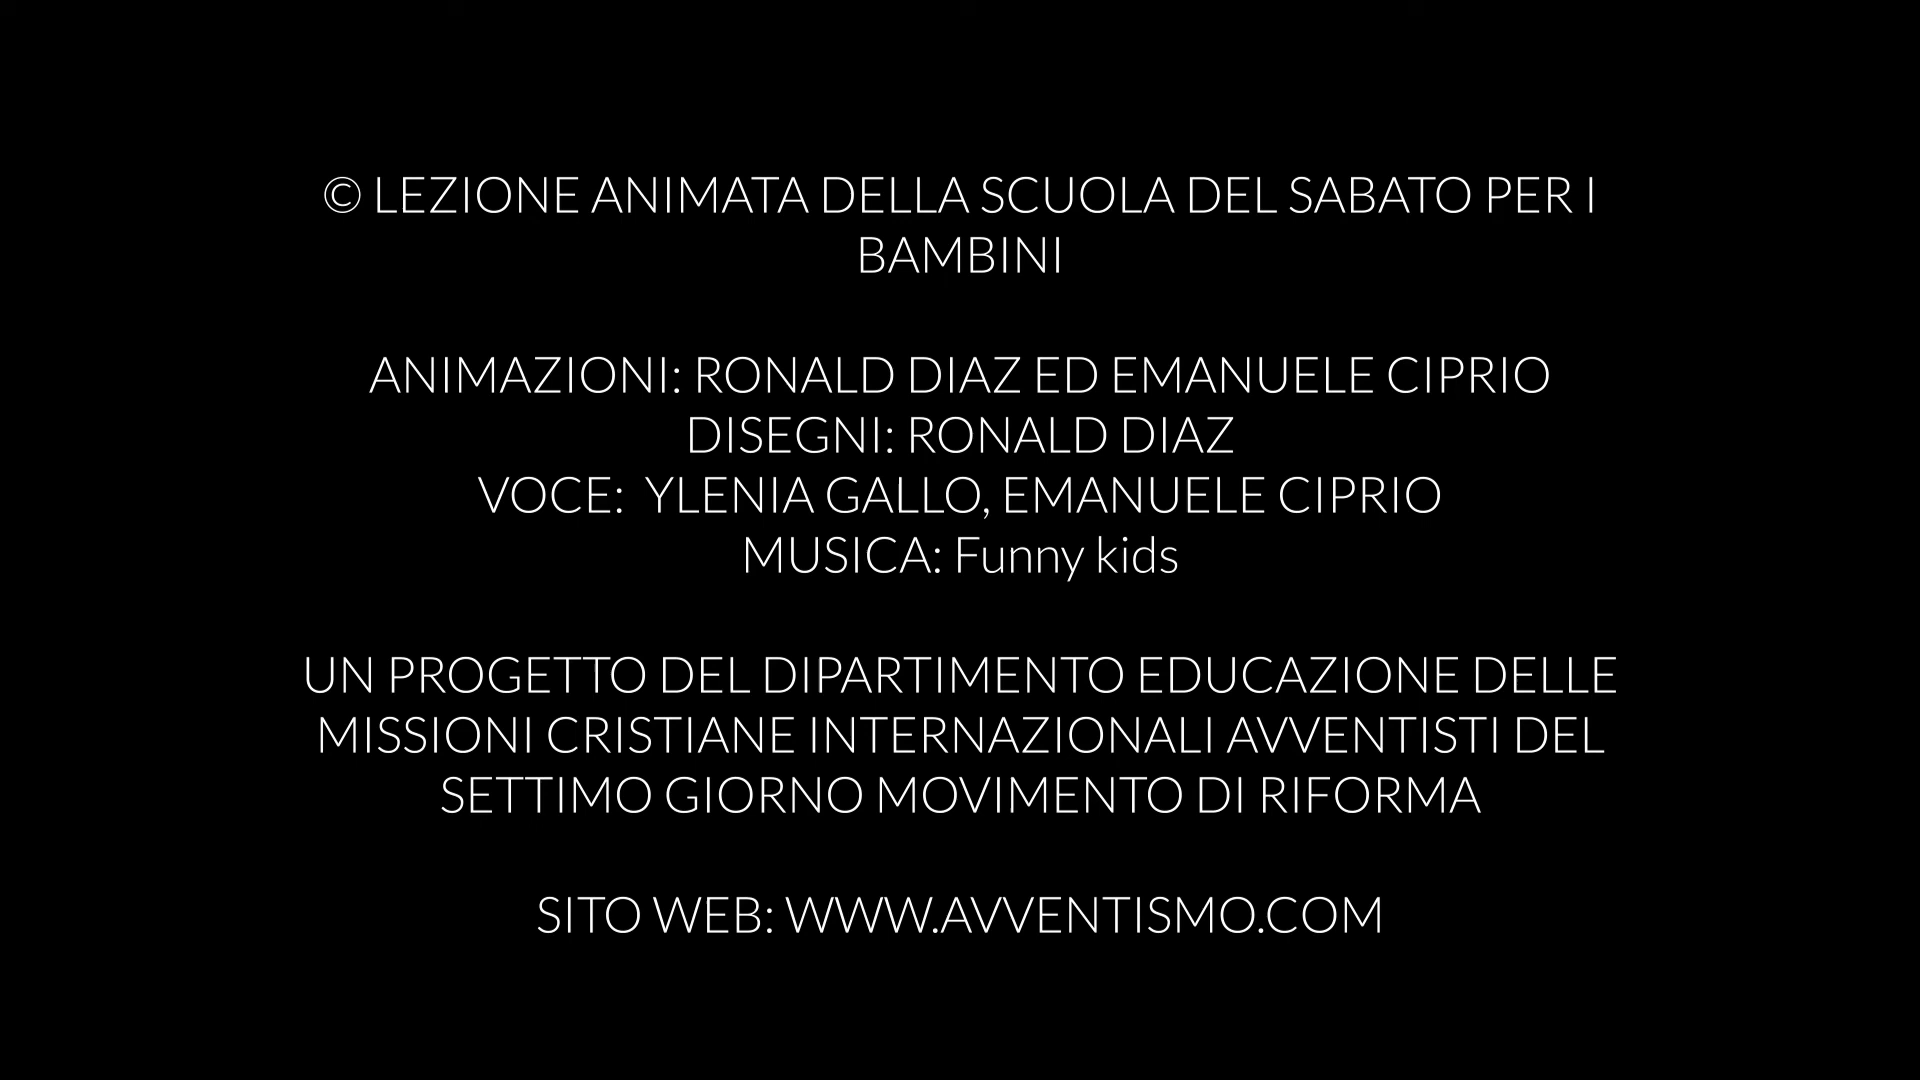 © LEZIONE ANIMATA DELLA SCUOLA DEL SABATO PER I
BAMBINI
ANIMAZIONI: RONALD DIAZ ED EMANUELE CIPRIO
DISEGNI: RONALD DIAZ
VOCE:  YLENIA GALLO, EMANUELE CIPRIO
MUSICA: Funny kids
UN PROGETTO DEL DIPARTIMENTO EDUCAZIONE DELLE
MISSIONI CRISTIANE INTERNAZIONALI AVVENTISTI DEL
SETTIMO GIORNO MOVIMENTO DI RIFORMA
SITO WEB: WWW.AVVENTISMO.COM